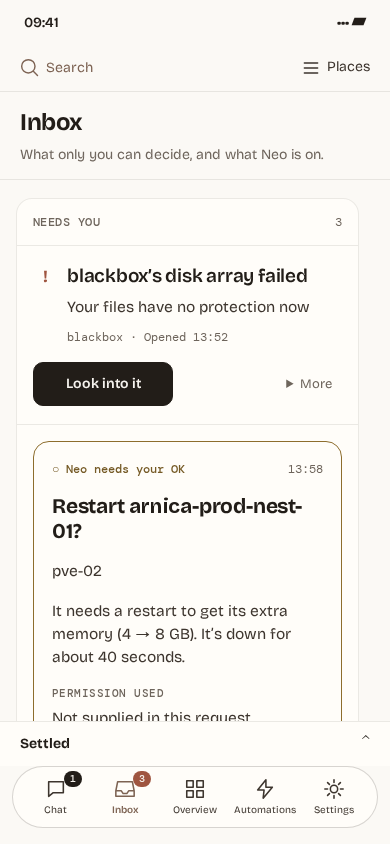 09:41
Search
Places
Inbox
What only you can decide, and what Neo is on.
NEEDS YOU 3
! blackbox’s disk array failed
Your files have no protection now
blackbox · Opened 13:52
Look into it
▶ More
○ Neo needs your OK 13:58
Restart arnica-prod-nest-
01?
pve-02
It needs a restart to get its extra
memory (4 → 8 GB). It’s down for
about 40 seconds.
PERMISSION USED
Not supplied in this request
Settled
1
3
Chat
Inbox
Overview
Automations
Settings